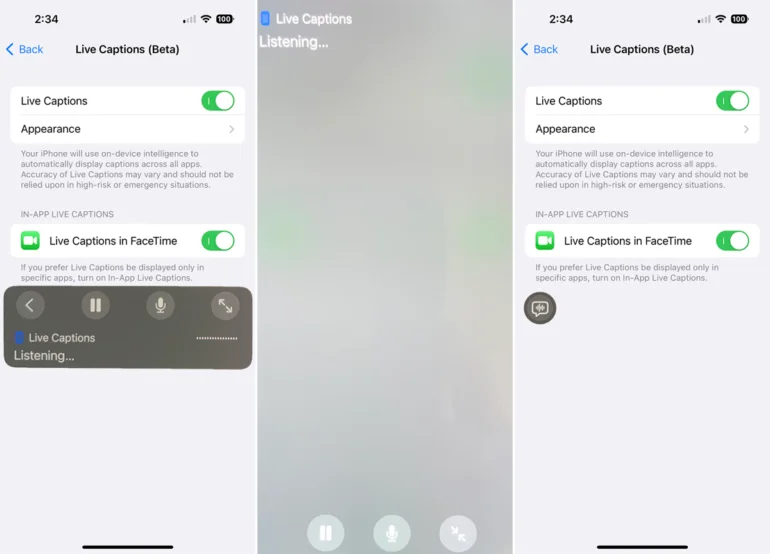 2:34
100
Back
Live Captions (Beta)
Live Captions
Appearance
Your iPhone will use on-device intelligence to
automatically display captions across all apps.
Accuracy of Live Captions may vary and should not be
relied upon in high-risk or emergency situations.
IN-APP LIVE CAPTIONS
Live Captions in FaceTime
If you prefer Live Captions be displayed only in
specific apps, turn on In-App Live Captions.
Live Captions
Listening...
Live Captions
Listening...
2:34
100
Back
Live Captions (Beta)
Live Captions
Appearance
Your iPhone will use on-device intelligence to
automatically display captions across all apps.
Accuracy of Live Captions may vary and should not be
relied upon in high-risk or emergency situations.
IN-APP LIVE CAPTIONS
Live Captions in FaceTime
If you prefer Live Captions be displayed only in
specific apps, turn on In-App Live Captions.